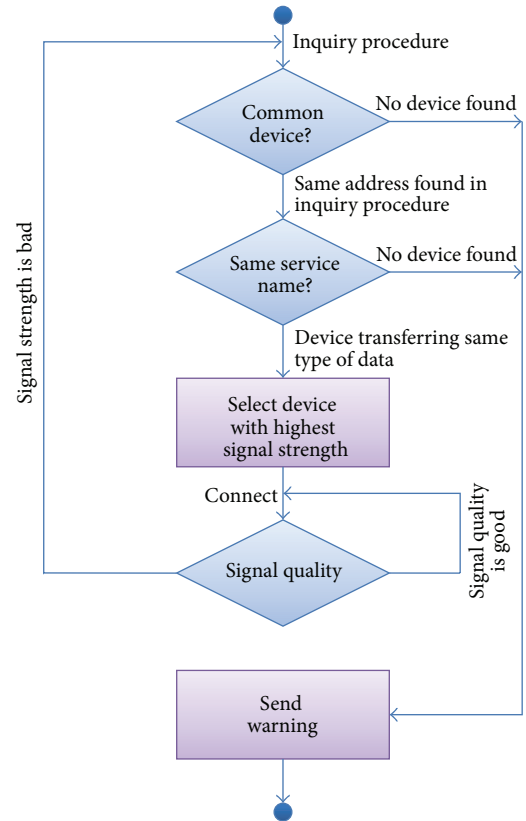 Inquiry procedure
Common
device?
No device found
Same address found in
inquiry procedure
Same service
name?
No device found
Device transferring same
type of data
Select device
with highest
signal strength
Connect
Signal quality
Signal quality
is good
Signal strength is bad
Send
warning